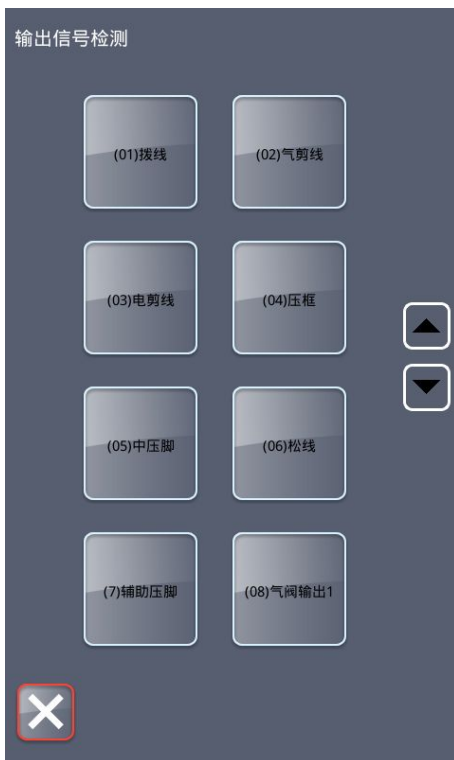 输出信号检测
(01)拨线
(02)气剪线
(03)电剪线
(04)压框
(05)中压脚
(06)松线
(7)辅助压脚
(08)气阀输出1